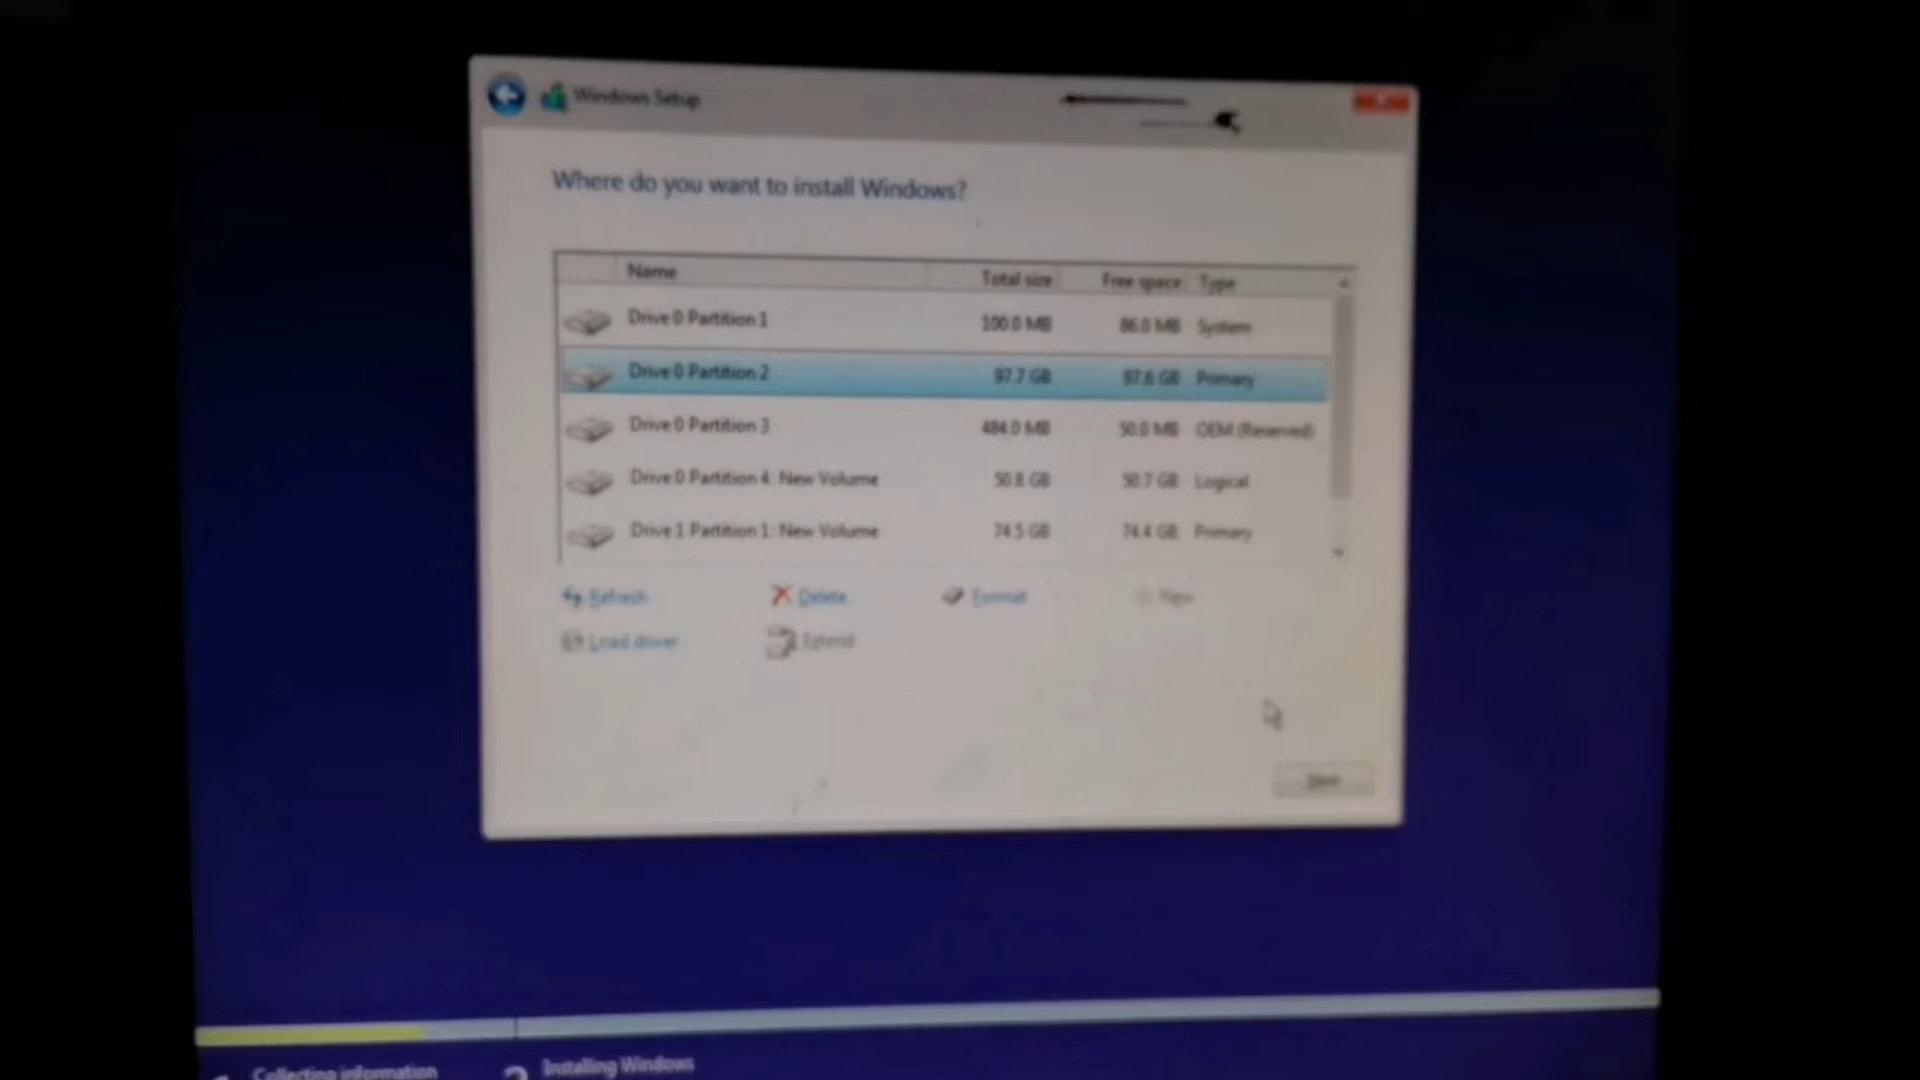 Windows Setup
Where do you want to install Windows?
Name Total size Free space Type
Drive 0 Partition 1 100.0 MB 86.0 MB System
Drive 0 Partition 2 97.7 GB 97.6 GB Primary
Drive 0 Partition 3 484.0 MB 50.0 MB OEM (Reserved)
Drive 0 Partition 4: New Volume 50.8 GB 50.7 GB Logical
Drive 1 Partition 1: New Volume 74.5 GB 74.4 GB Primary
Refresh Delete Format New
Load driver Extend
Next
Collecting information 2 Installing Windows